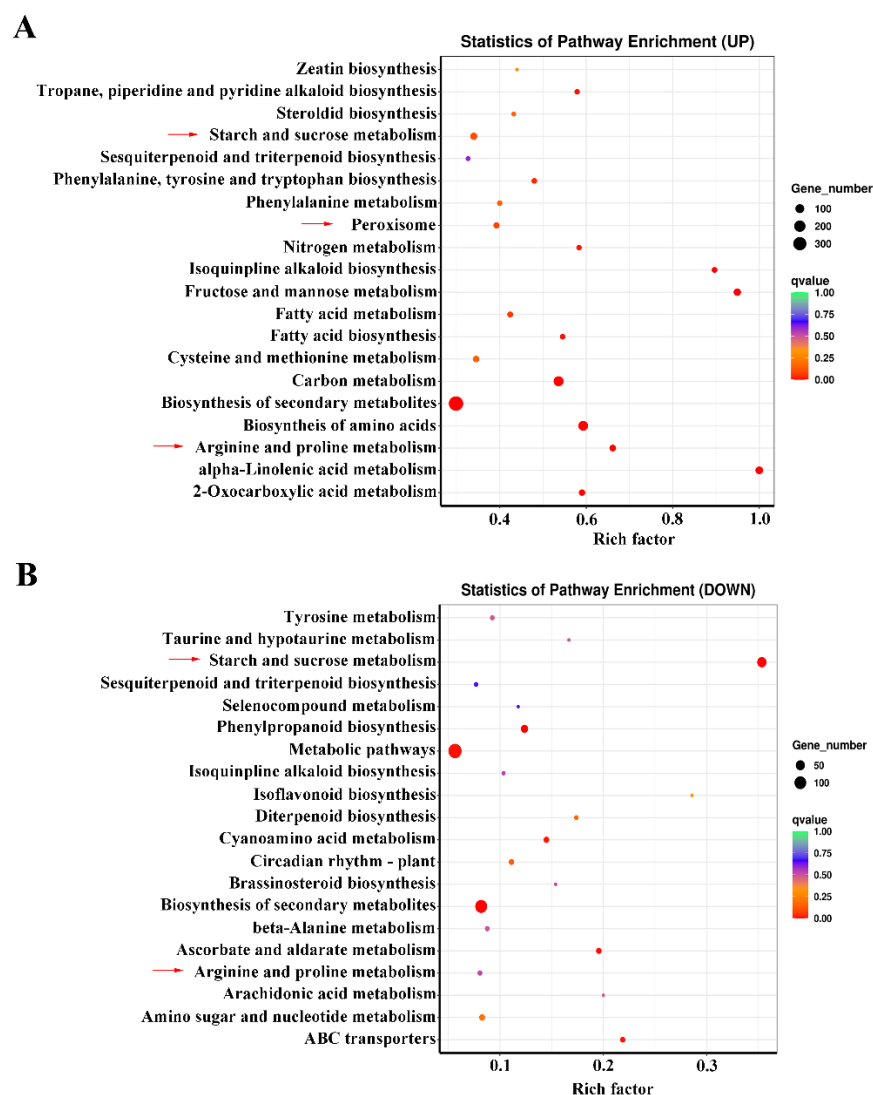 A
Statistics of Pathway Enrichment (UP)
Zeatin biosynthesis
Tropane, piperidine and pyridine alkaloid biosynthesis
Steroldid biosynthesis
Starch and sucrose metabolism
Sesquiterpenoid and triterpenoid biosynthesis
Phenylalanine, tyrosine and tryptophan biosynthesis
Phenylalanine metabolism
Peroxisome
Nitrogen metabolism
Isoquinpline alkaloid biosynthesis
Fructose and mannose metabolism
Fatty acid metabolism
Fatty acid biosynthesis
Cysteine and methionine metabolism
Carbon metabolism
Biosynthesis of secondary metabolites
Biosyntheis of amino acids
Arginine and proline metabolism
alpha-Linolenic acid metabolism
2-Oxocarboxylic acid metabolism
0.4 0.6 0.8 1.0
Rich factor
Gene_number
100
200
300
qvalue
1.00
0.75
0.50
0.25
0.00
B
Statistics of Pathway Enrichment (DOWN)
Tyrosine metabolism
Taurine and hypotaurine metabolism
Starch and sucrose metabolism
Sesquiterpenoid and triterpenoid biosynthesis
Selenocompound metabolism
Phenylpropanoid biosynthesis
Metabolic pathways
Isoquinpline alkaloid biosynthesis
Isoflavonoid biosynthesis
Diterpenoid biosynthesis
Cyanoamino acid metabolism
Circadian rhythm - plant
Brassinosteroid biosynthesis
Biosynthesis of secondary metabolites
beta-Alanine metabolism
Ascorbate and aldarate metabolism
Arginine and proline metabolism
Arachidonic acid metabolism
Amino sugar and nucleotide metabolism
ABC transporters
0.1 0.2 0.3
Rich factor
Gene_number
50
100
qvalue
1.00
0.75
0.50
0.25
0.00